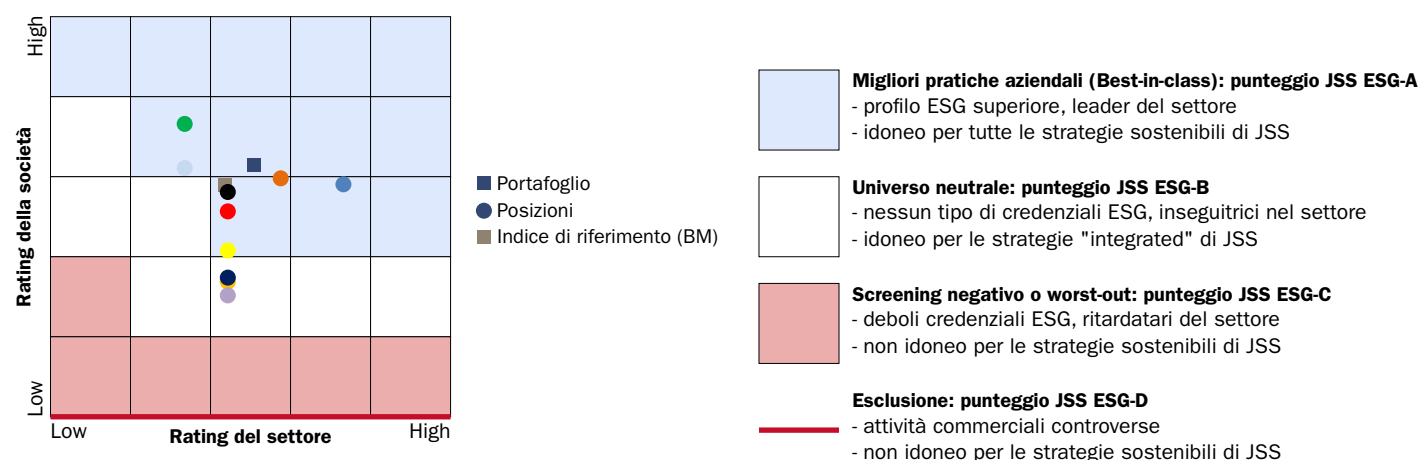 High
Rating della società
Low
Low
Rating del settore
High
Portafoglio
Posizioni
Indice di riferimento (BM)
Migliori pratiche aziendali (Best-in-class): punteggio JSS ESG-A
- profilo ESG superiore, leader del settore
- idoneo per tutte le strategie sostenibili di JSS
Universo neutrale: punteggio JSS ESG-B
- nessun tipo di credenziali ESG, inseguitrici nel settore
- idoneo per le strategie "integrated" di JSS
Screening negativo o worst-out: punteggio JSS ESG-C
- deboli credenziali ESG, ritardatari del settore
- non idoneo per le strategie sostenibili di JSS
Esclusione: punteggio JSS ESG-D
- attività commerciali controverse
- non idoneo per le strategie sostenibili di JSS